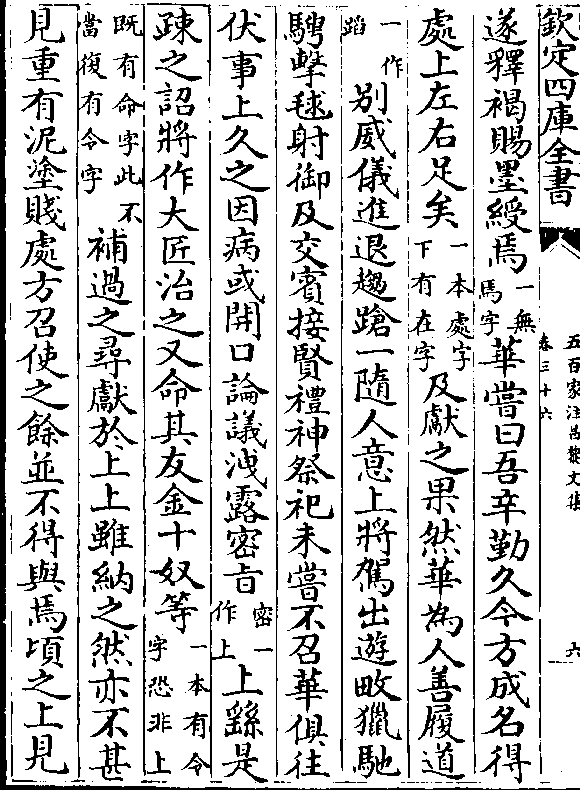 欽定四庫全書
五百家注昌黎文集
卷三十六
六
遂釋褐賜墨綬焉一無焉字華嘗曰吾辛勤久今方成名得
處上左右足矣一本處字下有在字及獻之果然華為人善履道
一作蹈別威儀進退趨蹌一隨人意上將駕出遊畋獵馳
騁擊毬射御及交賓接賢禮神祭祀未嘗不召華俱往
伏事上久之因病或開口論議洩露密旨密一作上上繇是
疎之詔將作大匠治之又命其友金十奴等一本有令字恐非上
既有命字此不當復有令字補過之尋獻於上上雖納之然亦不甚
見重有泥塗賤處方召使之餘並不得與焉頃之上見